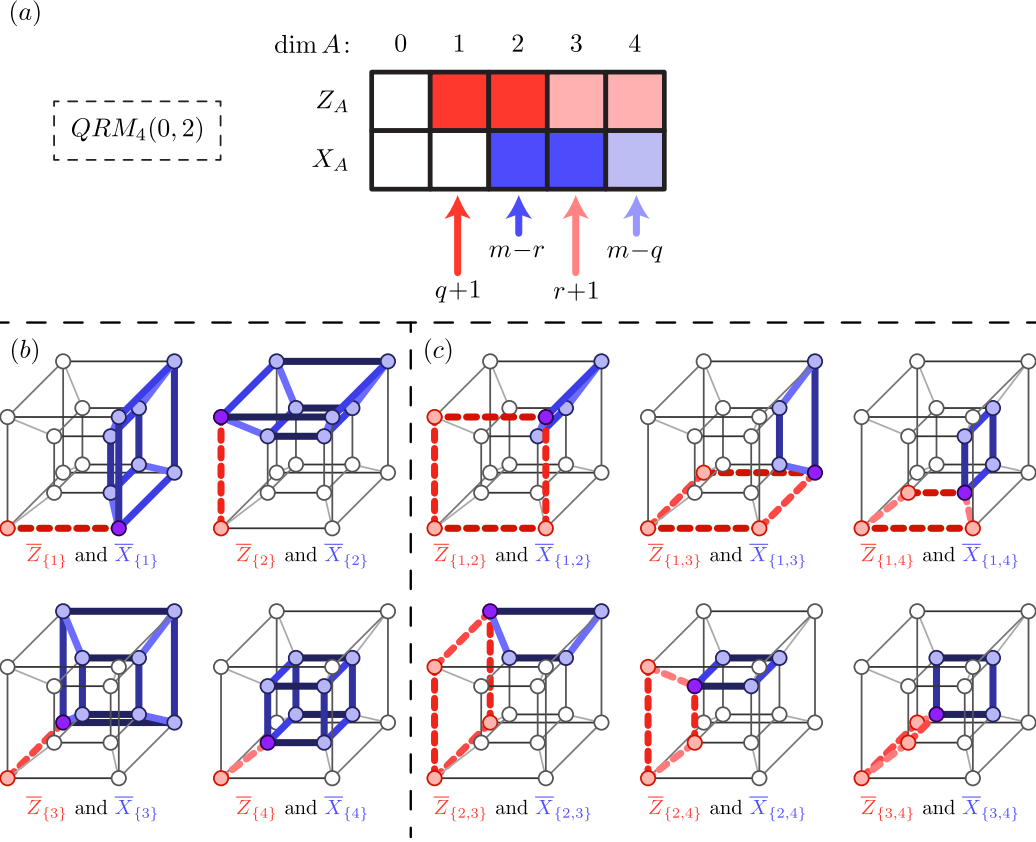 (a)
dim A: 0 1 2 3 4
QRM₄(0, 2)
Z_A
X_A
m−r m−q
q+1 r+1
(b) (c)
Z̅_{1} and X̅_{1} Z̅_{2} and X̅_{2} Z̅_{1,2} and X̅_{1,2} Z̅_{1,3} and X̅_{1,3} Z̅_{1,4} and X̅_{1,4}
Z̅_{3} and X̅_{3} Z̅_{4} and X̅_{4} Z̅_{2,3} and X̅_{2,3} Z̅_{2,4} and X̅_{2,4} Z̅_{3,4} and X̅_{3,4}